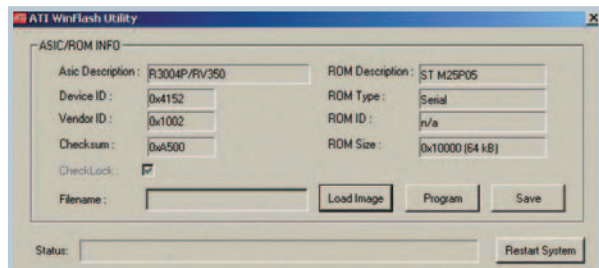 ATI WinFlash Utility
ASIC/ROM INFO
Asic Description : R3004P/RV350 ROM Description : ST M25P05
Device ID : 0x4152 ROM Type : Serial
Vendor ID : 0x1002 ROM ID : n/a
Checksum : 0xA500 ROM Size : 0x10000 (64 kB)
CheckLock :
Filename : Load Image Program Save
Status: Restart System